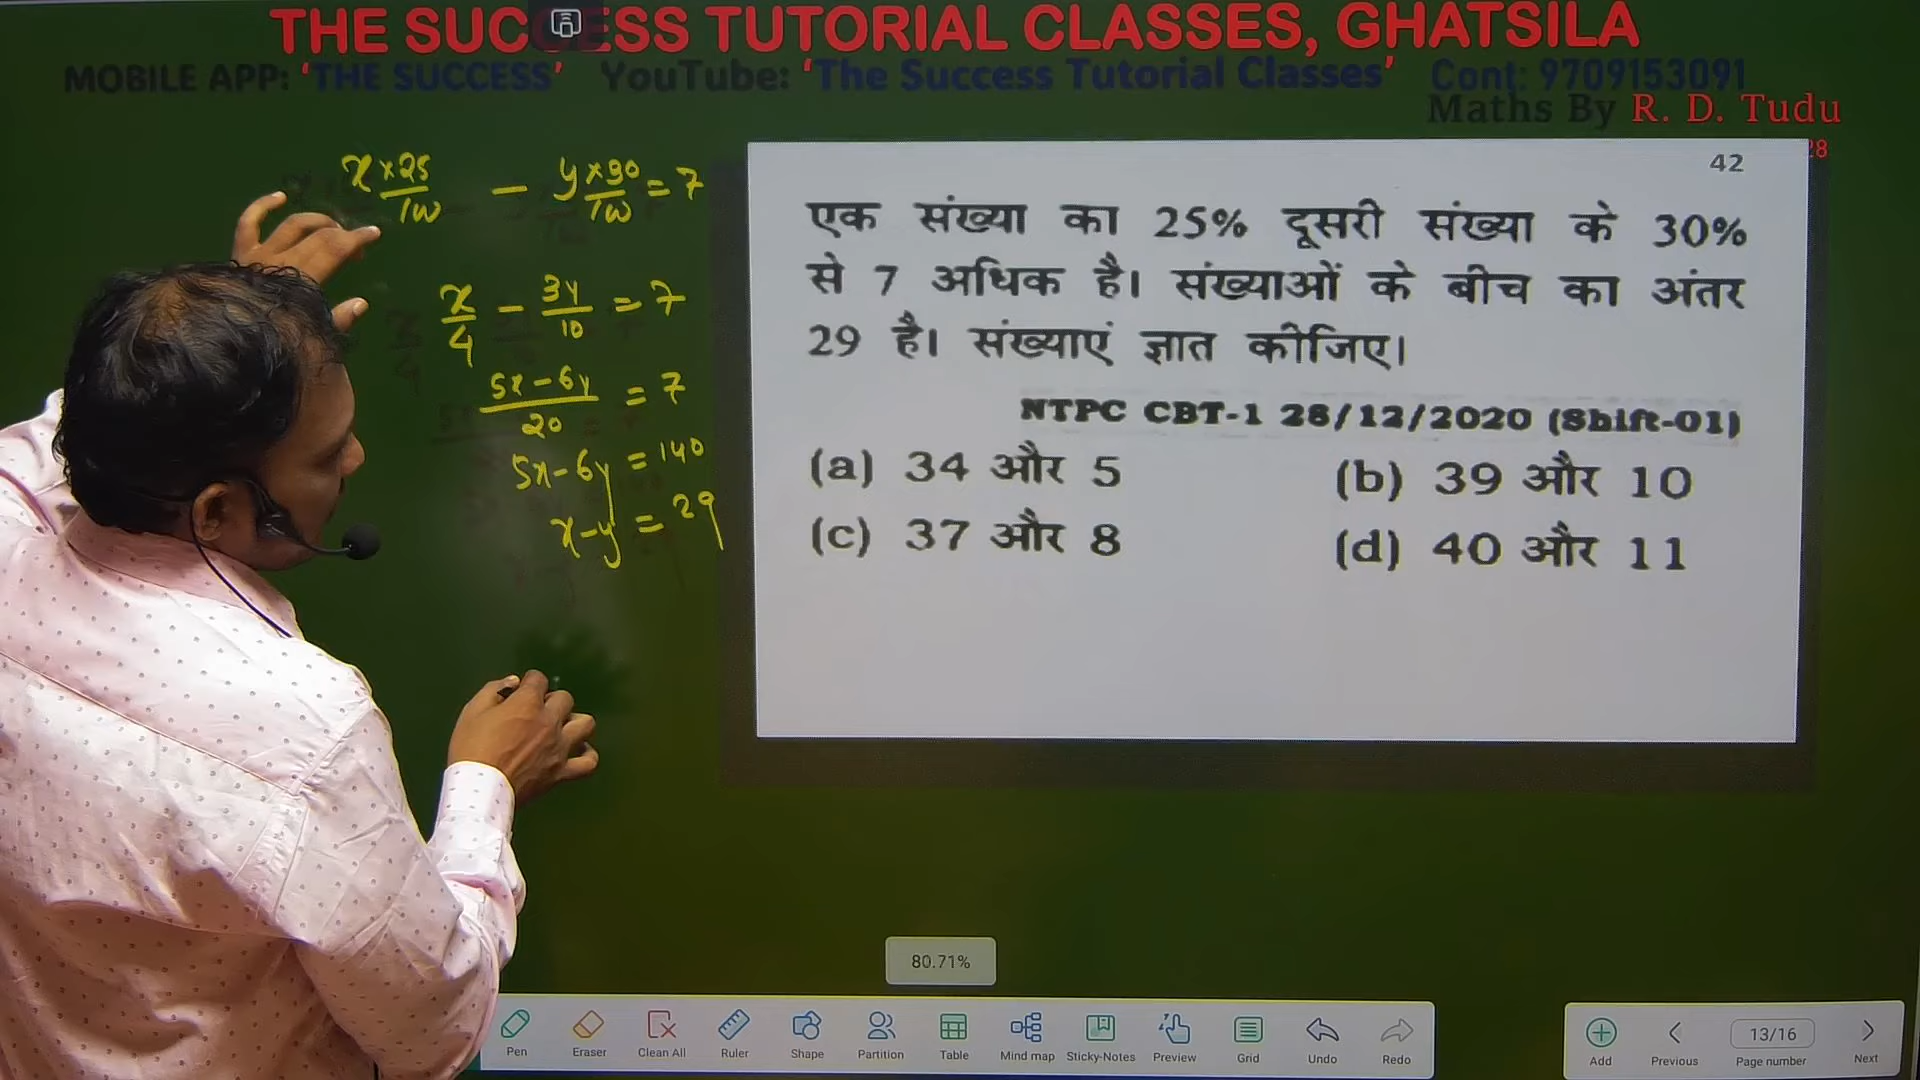 THE SUCCESS TUTORIAL CLASSES, GHATSILA
MOBILE APP: 'THE SUCCESS' YouTube: 'The Success Tutorial Classes' Cont: 9709153091
Maths By R. D. Tudu
28
42
एक संख्या का 25% दूसरी संख्या के 30%
से 7 अधिक है। संख्याओं के बीच का अंतर
29 है। संख्याएं ज्ञात कीजिए।
NTPC CBT-1 28/12/2020 (Shift-01)
(a) 34 और 5 (b) 39 और 10
(c) 37 और 8 (d) 40 और 11
x × 25/100 - y × 30/100 = 7
x/4 - 3y/10 = 7
5x - 6y/20 = 7
5x - 6y = 140
x - y = 29
80.71%
Pen Eraser Clean All Ruler Shape Partition Table Mind map Sticky-Notes Preview Grid Undo Redo
13/16
Add Previous Page number Next